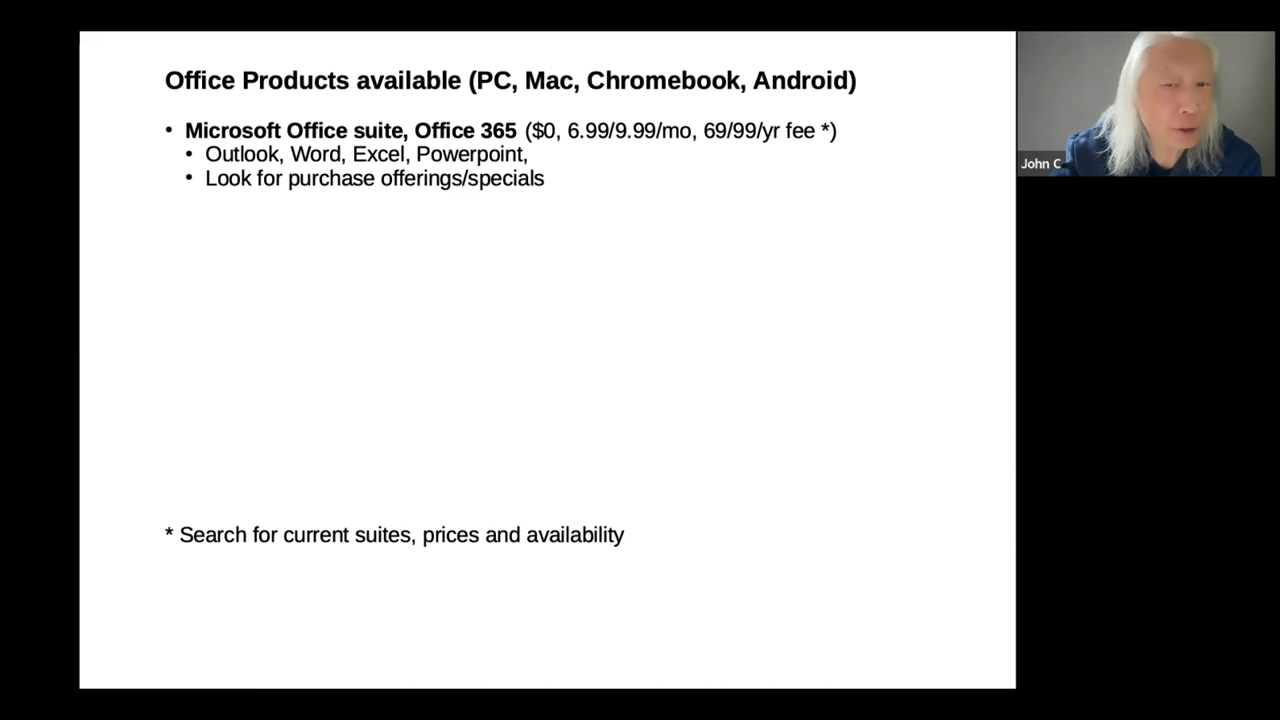 Office Products available (PC, Mac, Chromebook, Android)
• Microsoft Office suite, Office 365 ($0, 6.99/9.99/mo, 69/99/yr fee *)
• Outlook, Word, Excel, Powerpoint,
• Look for purchase offerings/specials
* Search for current suites, prices and availability
John C